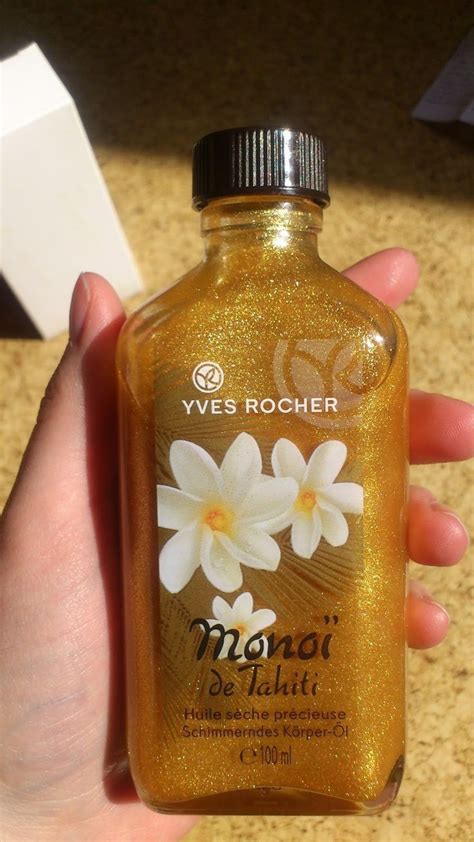 YVES ROCHER
Monoï
de Tahiti
Huile sèche précieuse
Schimmerndes Körper-Öl
℮ 100 ml